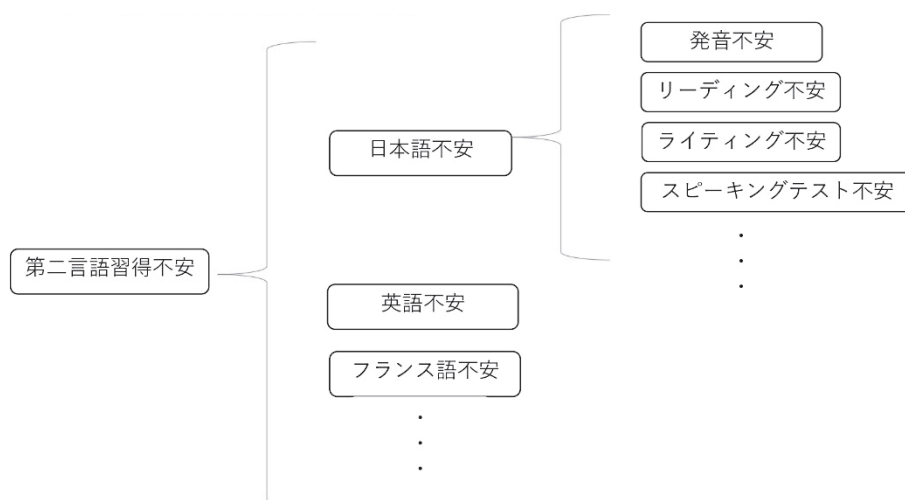 第二言語習得不安
日本語不安
英語不安
フランス語不安
・
・
・
発音不安
リーディング不安
ライティング不安
スピーキングテスト不安
・
・
・